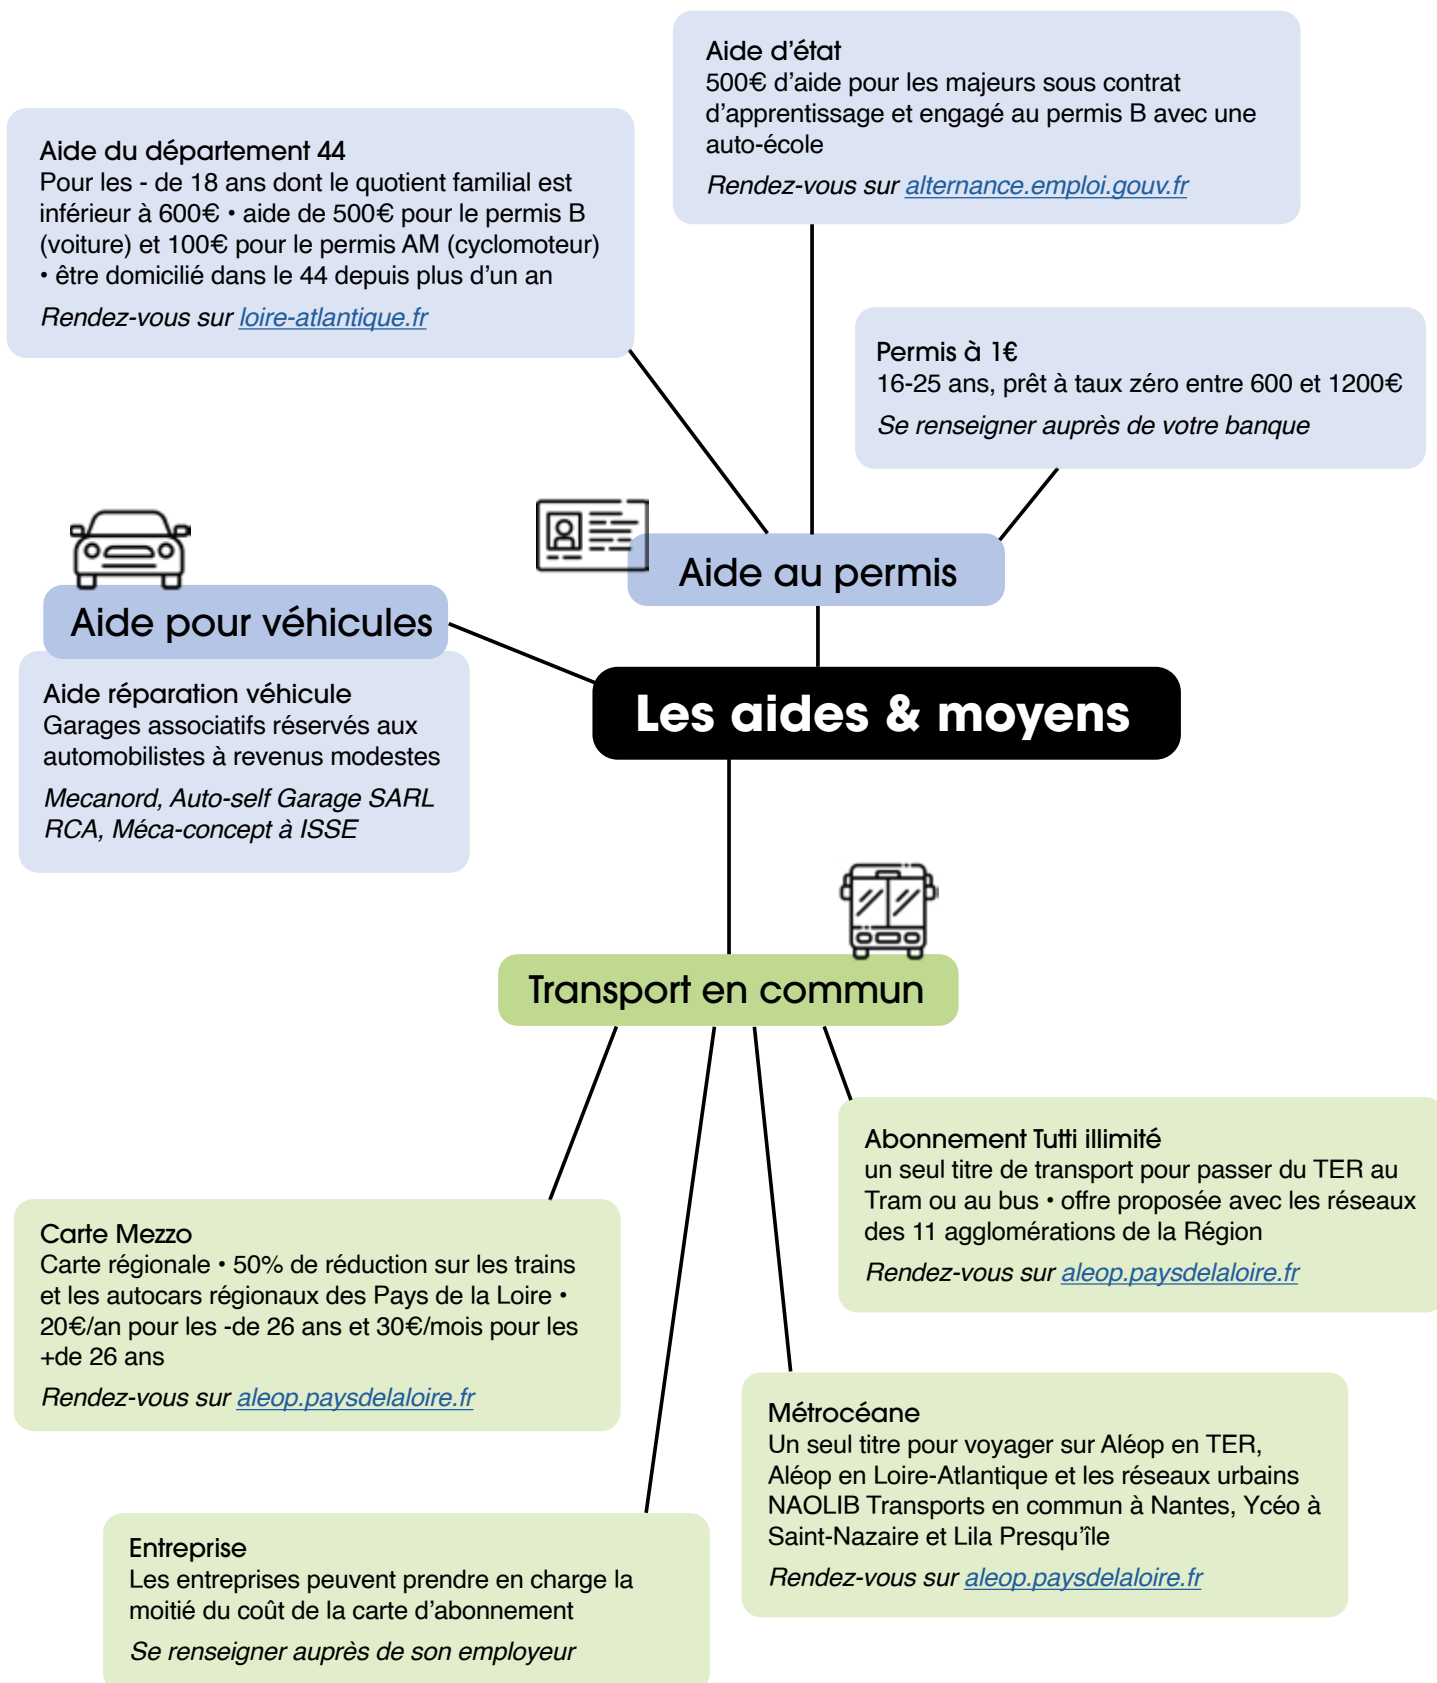 Aide d’état
500€ d’aide pour les majeurs sous contrat
d’apprentissage et engagé au permis B avec une
auto-école
Rendez-vous sur alternance.emploi.gouv.fr
Aide du département 44
Pour les - de 18 ans dont le quotient familial est
inférieur à 600€ • aide de 500€ pour le permis B
(voiture) et 100€ pour le permis AM (cyclomoteur)
• être domicilié dans le 44 depuis plus d’un an
Rendez-vous sur loire-atlantique.fr
Permis à 1€
16-25 ans, prêt à taux zéro entre 600 et 1200€
Se renseigner auprès de votre banque
Aide au permis
Aide pour véhicules
Aide réparation véhicule
Garages associatifs réservés aux
automobilistes à revenus modestes
Mecanord, Auto-self Garage SARL
RCA, Méca-concept à ISSE
Les aides & moyens
Transport en commun
Abonnement Tutti illimité
un seul titre de transport pour passer du TER au
Tram ou au bus • offre proposée avec les réseaux
des 11 agglomérations de la Région
Rendez-vous sur aleop.paysdelaloire.fr
Carte Mezzo
Carte régionale • 50% de réduction sur les trains
et les autocars régionaux des Pays de la Loire •
20€/an pour les -de 26 ans et 30€/mois pour les
+de 26 ans
Rendez-vous sur aleop.paysdelaloire.fr
Métrocéane
Un seul titre pour voyager sur Aléop en TER,
Aléop en Loire-Atlantique et les réseaux urbains
NAOLIB Transports en commun à Nantes, Ycéo à
Saint-Nazaire et Lila Presqu’île
Rendez-vous sur aleop.paysdelaloire.fr
Entreprise
Les entreprises peuvent prendre en charge la
moitié du coût de la carte d’abonnement
Se renseigner auprès de son employeur